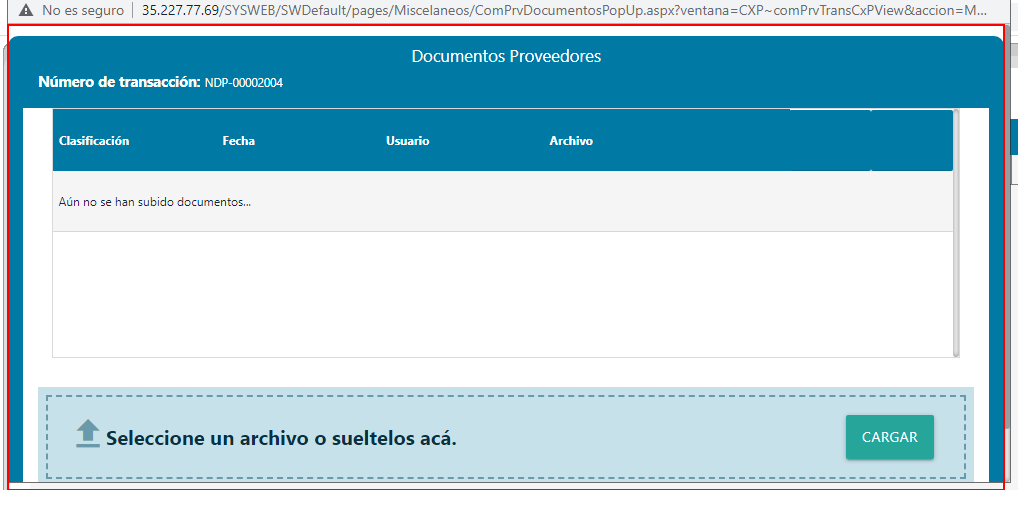 No es seguro | 35.227.77.69/SYSWEB/SWDefault/pages/Miscelaneos/ComPrvDocumentosPopUp.aspx?ventana=CXP~comPrvTransCxPView&accion=M...
Documentos Proveedores
Número de transacción: NDP-00002004
Clasificación Fecha Usuario Archivo
Aún no se han subido documentos...
Seleccione un archivo o sueltelos acá. CARGAR